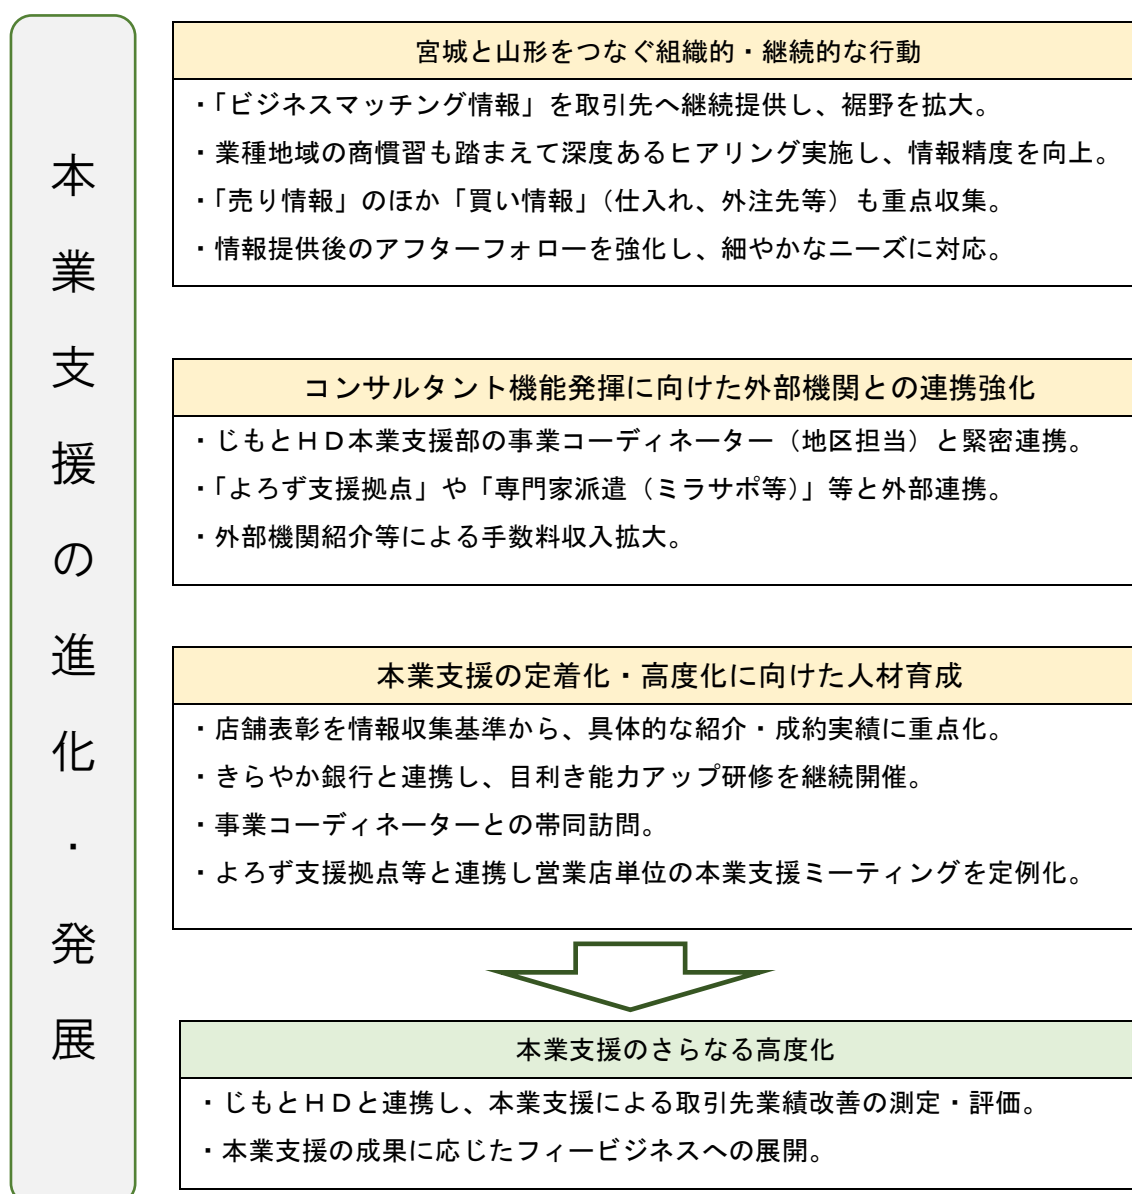 本業支援の進化・発展
宮城と山形をつなぐ組織的・継続的な行動
・「ビジネスマッチング情報」を取引先へ継続提供し、裾野を拡大。
・業種地域の商慣習も踏まえて深度あるヒアリング実施し、情報精度を向上。
・「売り情報」のほか「買い情報」（仕入れ、外注先等）も重点収集。
・情報提供後のアフターフォローを強化し、細やかなニーズに対応。
コンサルタント機能発揮に向けた外部機関との連携強化
・じもとＨＤ本業支援部の事業コーディネーター（地区担当）と緊密連携。
・「よろず支援拠点」や「専門家派遣（ミラサポ等）」等と外部連携。
・外部機関紹介等による手数料収入拡大。
本業支援の定着化・高度化に向けた人材育成
・店舗表彰を情報収集基準から、具体的な紹介・成約実績に重点化。
・きらやか銀行と連携し、目利き能力アップ研修を継続開催。
・事業コーディネーターとの帯同訪問。
・よろず支援拠点等と連携し営業店単位の本業支援ミーティングを定例化。
本業支援のさらなる高度化
・じもとＨＤと連携し、本業支援による取引先業績改善の測定・評価。
・本業支援の成果に応じたフィービジネスへの展開。